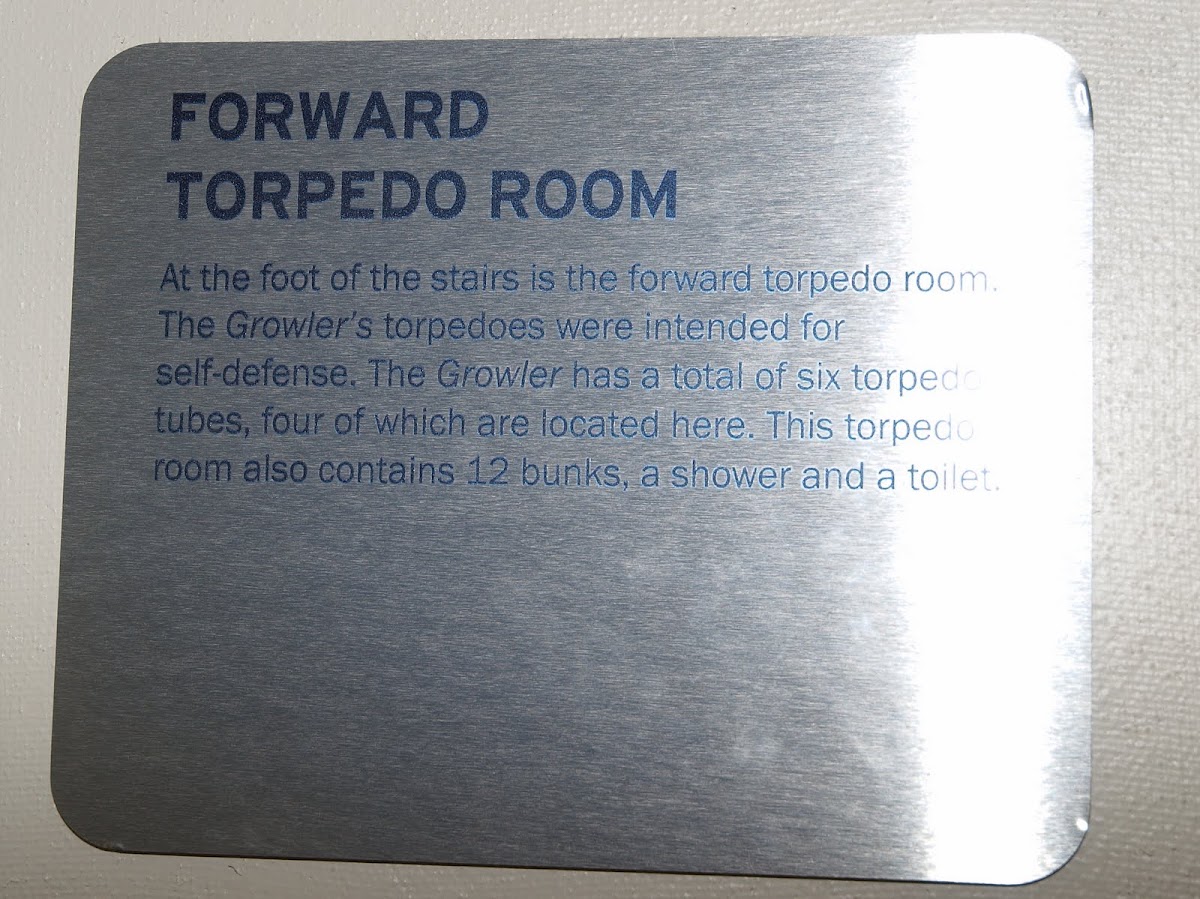 FORWARD
TORPEDO ROOM
At the foot of the stairs is the forward torpedo room.
The Growler's torpedoes were intended for
self-defense. The Growler has a total of six torpedo
tubes, four of which are located here. This torpedo
room also contains 12 bunks, a shower and a toilet.